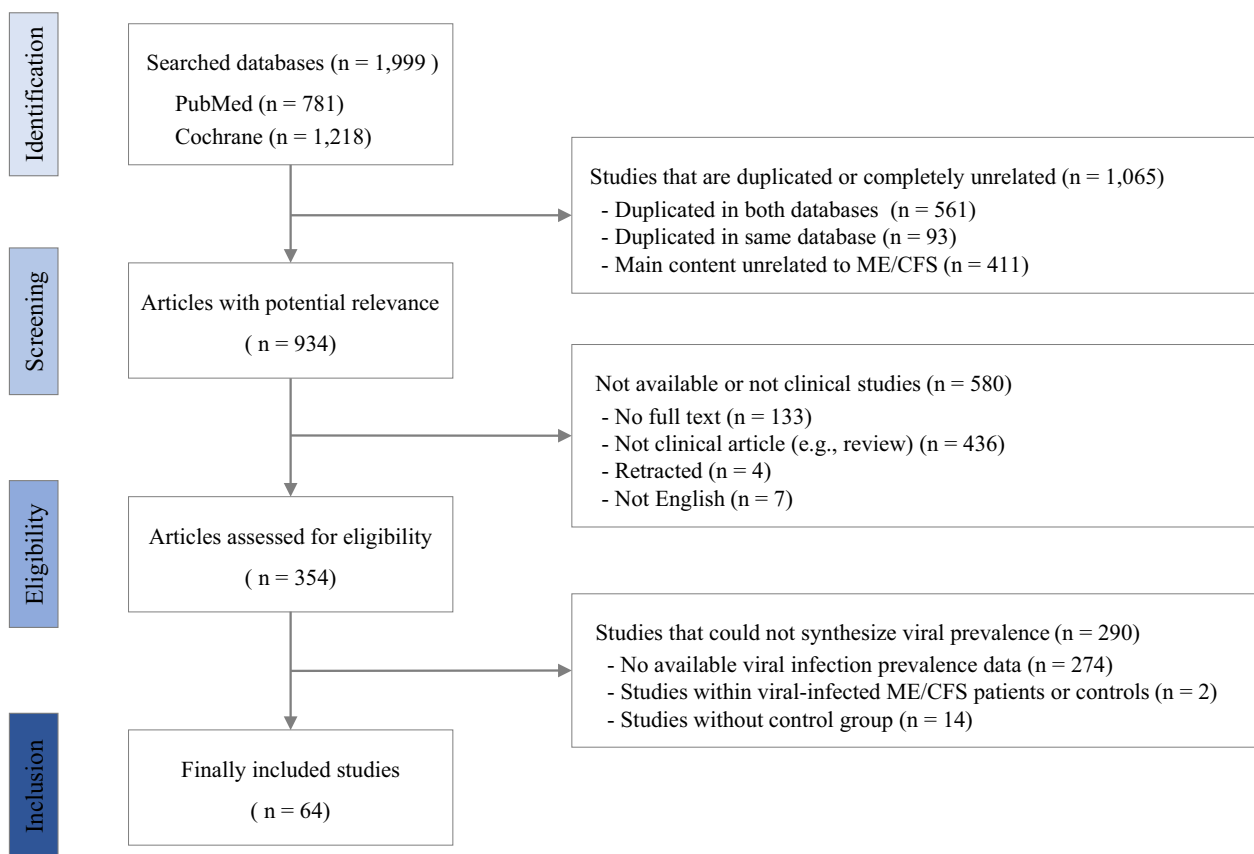 Identification
Searched databases (n = 1,999 )
PubMed (n = 781)
Cochrane (n = 1,218)
Studies that are duplicated or completely unrelated (n = 1,065)
- Duplicated in both databases (n = 561)
- Duplicated in same database (n = 93)
- Main content unrelated to ME/CFS (n = 411)
Screening
Articles with potential relevance
( n = 934)
Not available or not clinical studies (n = 580)
- No full text (n = 133)
- Not clinical article (e.g., review) (n = 436)
- Retracted (n = 4)
- Not English (n = 7)
Eligibility
Articles assessed for eligibility
( n = 354)
Studies that could not synthesize viral prevalence (n = 290)
- No available viral infection prevalence data (n = 274)
- Studies within viral-infected ME/CFS patients or controls (n = 2)
- Studies without control group (n = 14)
Inclusion
Finally included studies
( n = 64)